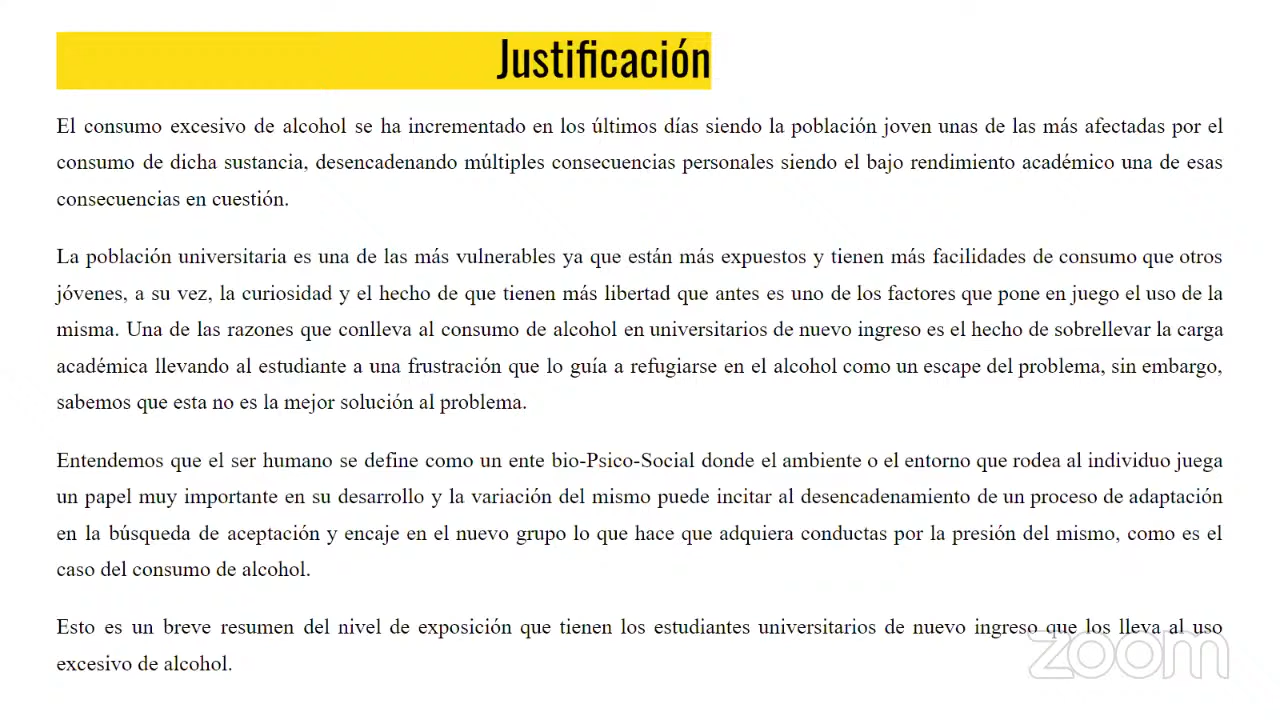 Justificación
El consumo excesivo de alcohol se ha incrementado en los últimos días siendo la población joven unas de las más afectadas por el
consumo de dicha sustancia, desencadenando múltiples consecuencias personales siendo el bajo rendimiento académico una de esas
consecuencias en cuestión.
La población universitaria es una de las más vulnerables ya que están más expuestos y tienen más facilidades de consumo que otros
jóvenes, a su vez, la curiosidad y el hecho de que tienen más libertad que antes es uno de los factores que pone en juego el uso de la
misma. Una de las razones que conlleva al consumo de alcohol en universitarios de nuevo ingreso es el hecho de sobrellevar la carga
académica llevando al estudiante a una frustración que lo guía a refugiarse en el alcohol como un escape del problema, sin embargo,
sabemos que esta no es la mejor solución al problema.
Entendemos que el ser humano se define como un ente bio-Psico-Social donde el ambiente o el entorno que rodea al individuo juega
un papel muy importante en su desarrollo y la variación del mismo puede incitar al desencadenamiento de un proceso de adaptación
en la búsqueda de aceptación y encaje en el nuevo grupo lo que hace que adquiera conductas por la presión del mismo, como es el
caso del consumo de alcohol.
Esto es un breve resumen del nivel de exposición que tienen los estudiantes universitarios de nuevo ingreso que los lleva al uso
excesivo de alcohol.
zoom